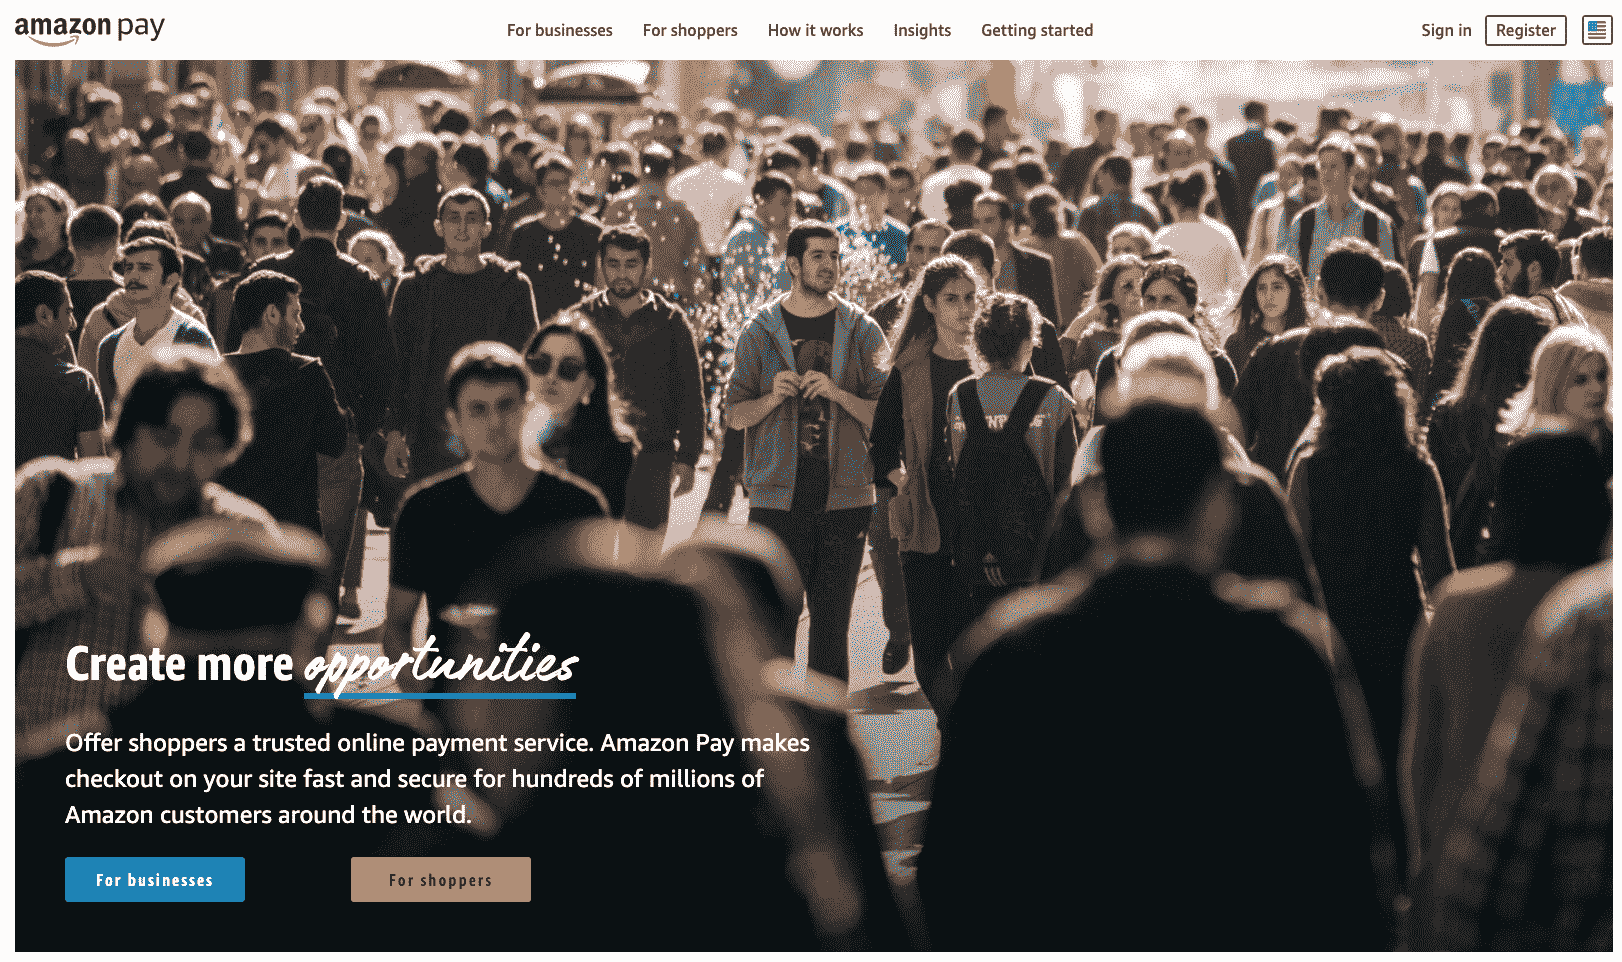 amazon pay
For businesses
For shoppers
How it works
Insights
Getting started
Sign in
Register
Create more opportunities
Offer shoppers a trusted online payment service. Amazon Pay makes
checkout on your site fast and secure for hundreds of millions of
Amazon customers around the world.
For businesses
For shoppers